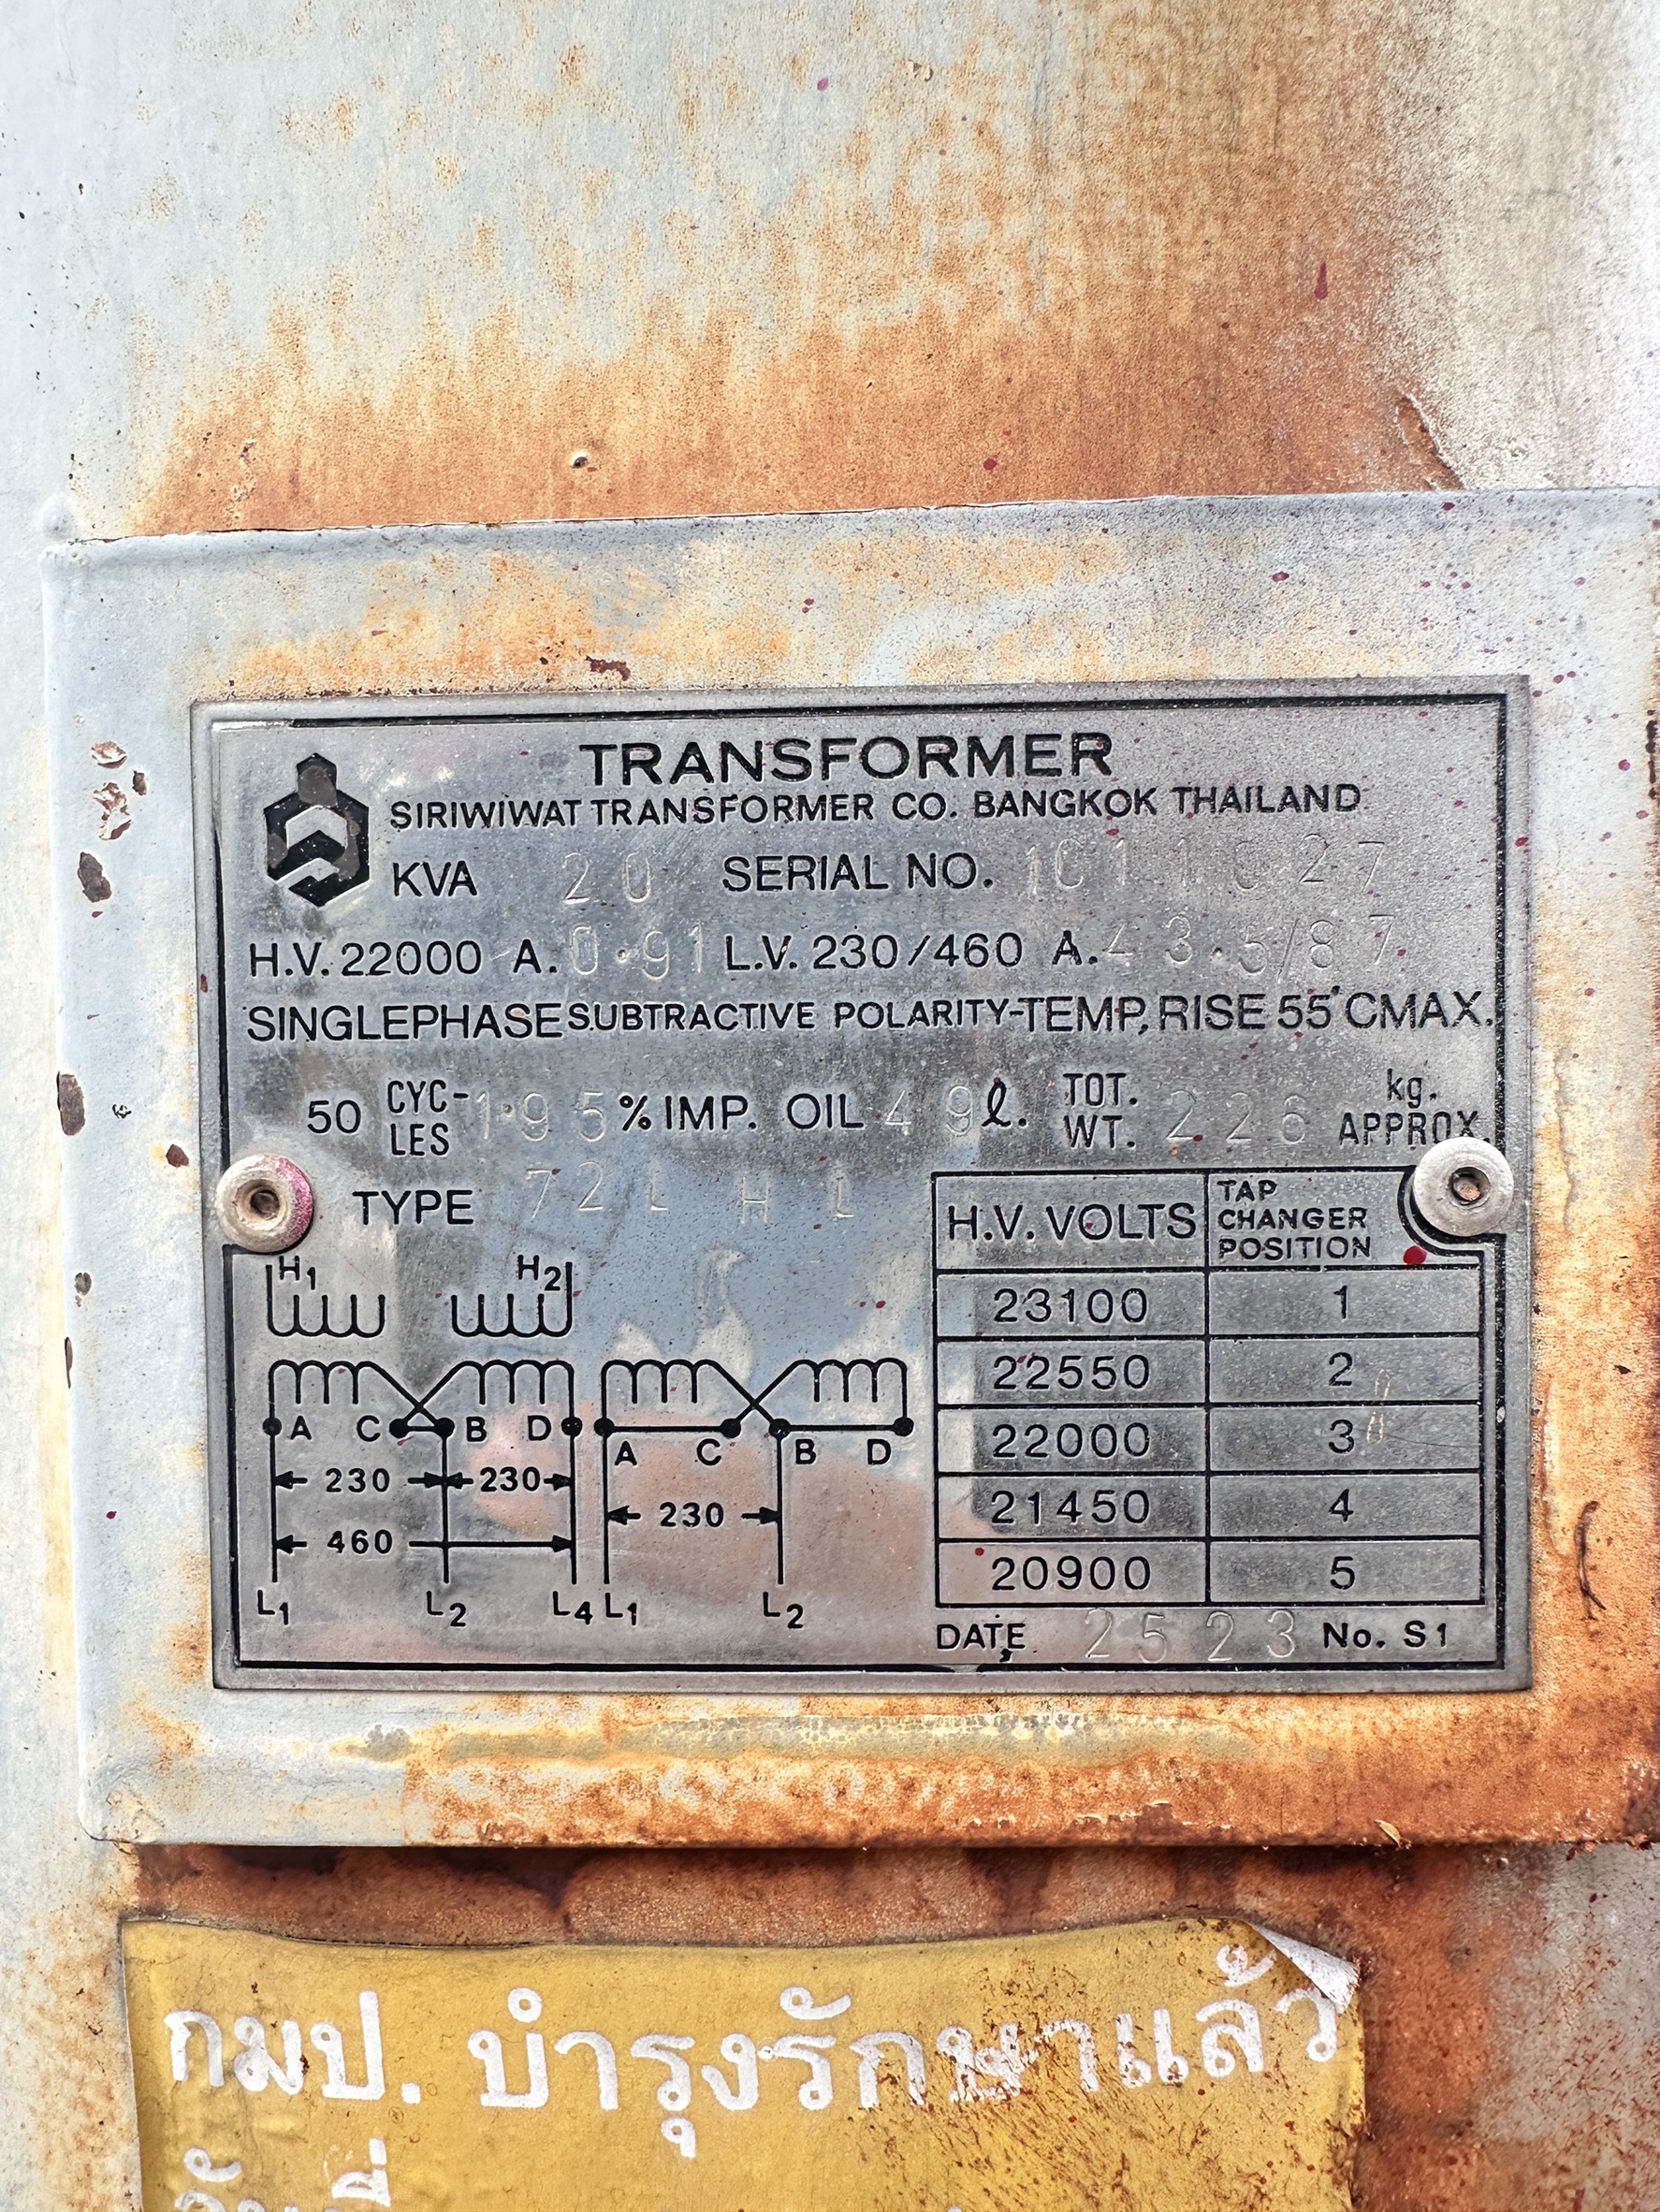 TRANSFORMER
SIRIWIWAT TRANSFORMER CO. BANGKOK THAILAND
KVA 20 SERIAL NO.
H.V. 22000 A. 0.91 L.V. 230/460 A. 43.5/87
SINGLEPHASE SUBTRACTIVE POLARITY-TEMP, RISE 55°C MAX.
50 CYC-LES 1.95 % IMP. OIL 49 ℓ. TOT. WT. 226 kg. APPROX.
TYPE 72L H L
H.V. VOLTS TAP CHANGER POSITION
23100 1
22550 2
22000 3
21450 4
20900 5
H1 H2
A C B D A C B D
230 230 230
460
L1 L2 L4 L1 L2
DATE 2523 No. S1
กมป. บำรุงรักษาแล้ว